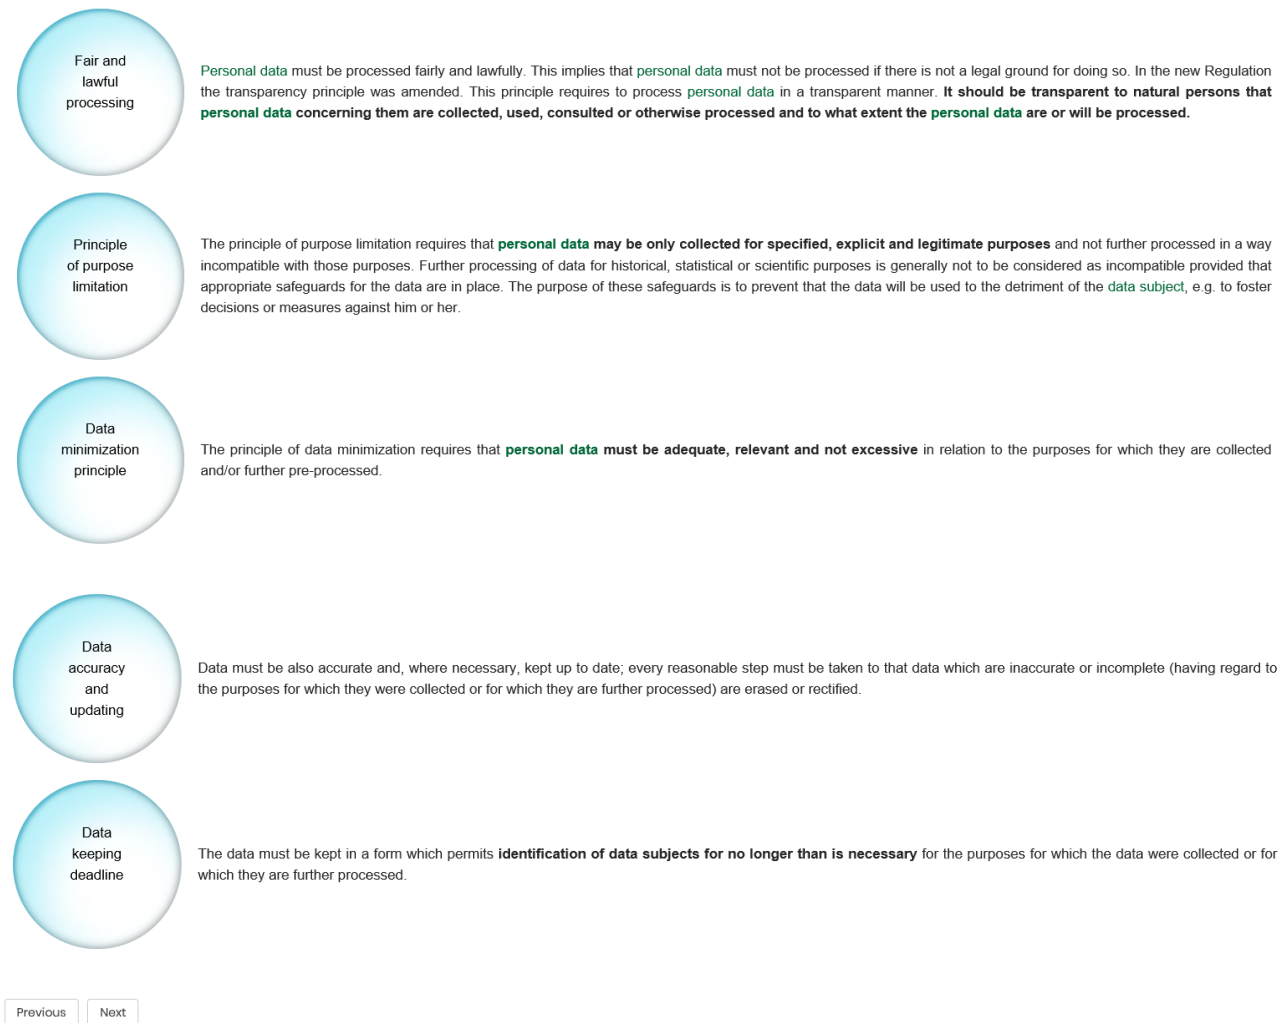 Fair and
lawful
processing
Personal data must be processed fairly and lawfully. This implies that personal data must not be processed if there is not a legal ground for doing so. In the new Regulation
the transparency principle was amended. This principle requires to process personal data in a transparent manner. It should be transparent to natural persons that
personal data concerning them are collected, used, consulted or otherwise processed and to what extent the personal data are or will be processed.
Principle
of purpose
limitation
The principle of purpose limitation requires that personal data may be only collected for specified, explicit and legitimate purposes and not further processed in a way
incompatible with those purposes. Further processing of data for historical, statistical or scientific purposes is generally not to be considered as incompatible provided that
appropriate safeguards for the data are in place. The purpose of these safeguards is to prevent that the data will be used to the detriment of the data subject, e.g. to foster
decisions or measures against him or her.
Data
minimization
principle
The principle of data minimization requires that personal data must be adequate, relevant and not excessive in relation to the purposes for which they are collected
and/or further pre-processed.
Data
accuracy
and
updating
Data must be also accurate and, where necessary, kept up to date; every reasonable step must be taken to that data which are inaccurate or incomplete (having regard to
the purposes for which they were collected or for which they are further processed) are erased or rectified.
Data
keeping
deadline
The data must be kept in a form which permits identification of data subjects for no longer than is necessary for the purposes for which the data were collected or for
which they are further processed.
Previous Next